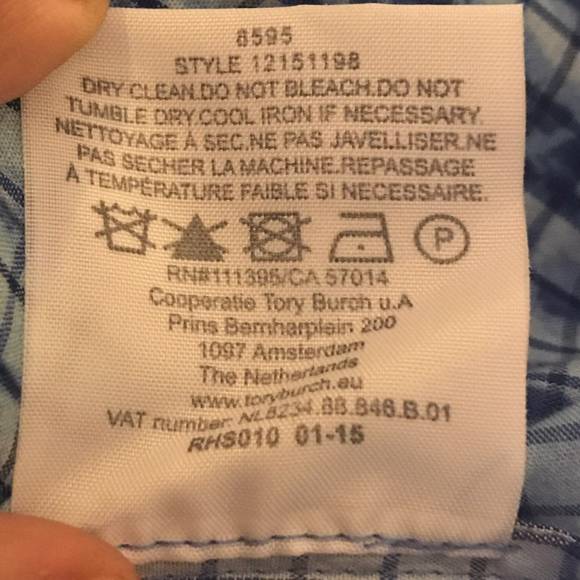 8595
STYLE 12151198
DRY CLEAN.DO NOT BLEACH.DO NOT
TUMBLE DRY.COOL IRON IF NECESSARY.
NETTOYAGE À SEC.NE PAS JAVELLISER.NE
PAS SECHER LA MACHINE.REPASSAGE
À TEMPÉRATURE FAIBLE SI NECESSAIRE.
P
RN#111395/CA 57014
Cooperatie Tory Burch u.A
Prins Bernharplein 200
1097 Amsterdam
The Netherlands
www.toryburch.eu
VAT number: NL8234.88.846.B.01
RHS010 01-15